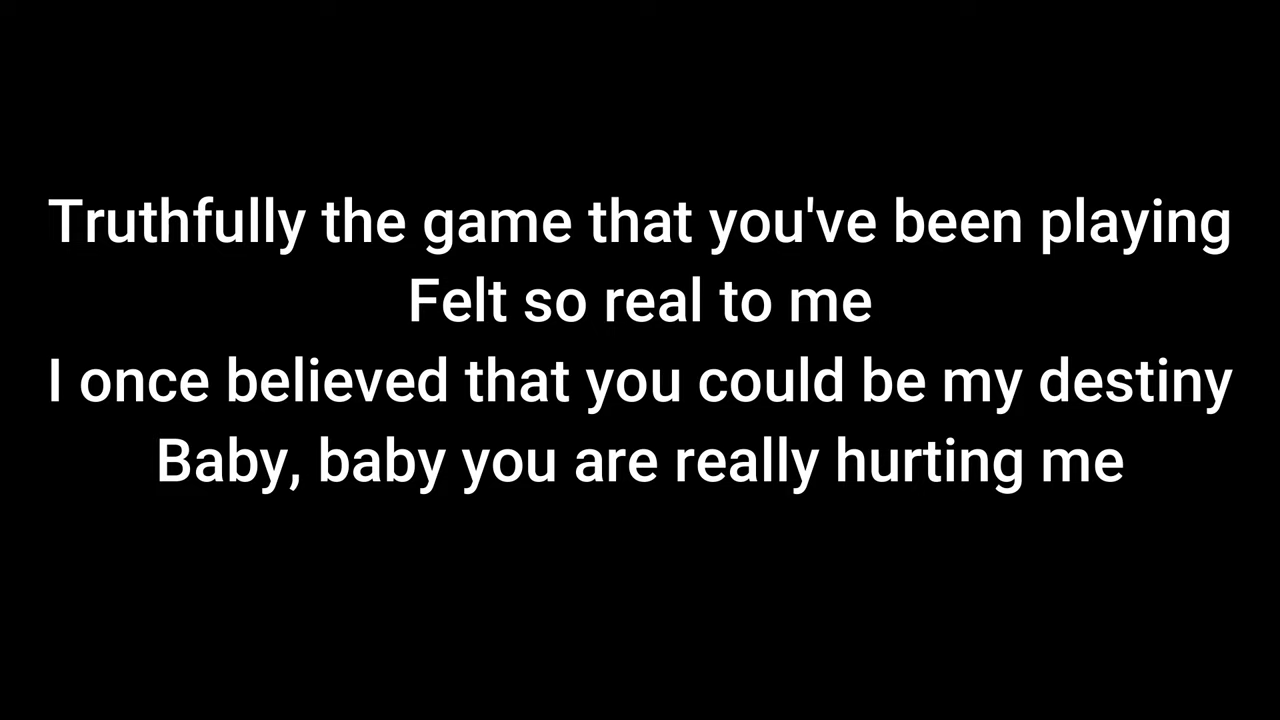 Truthfully the game that you've been playing
Felt so real to me
I once believed that you could be my destiny
Baby, baby you are really hurting me